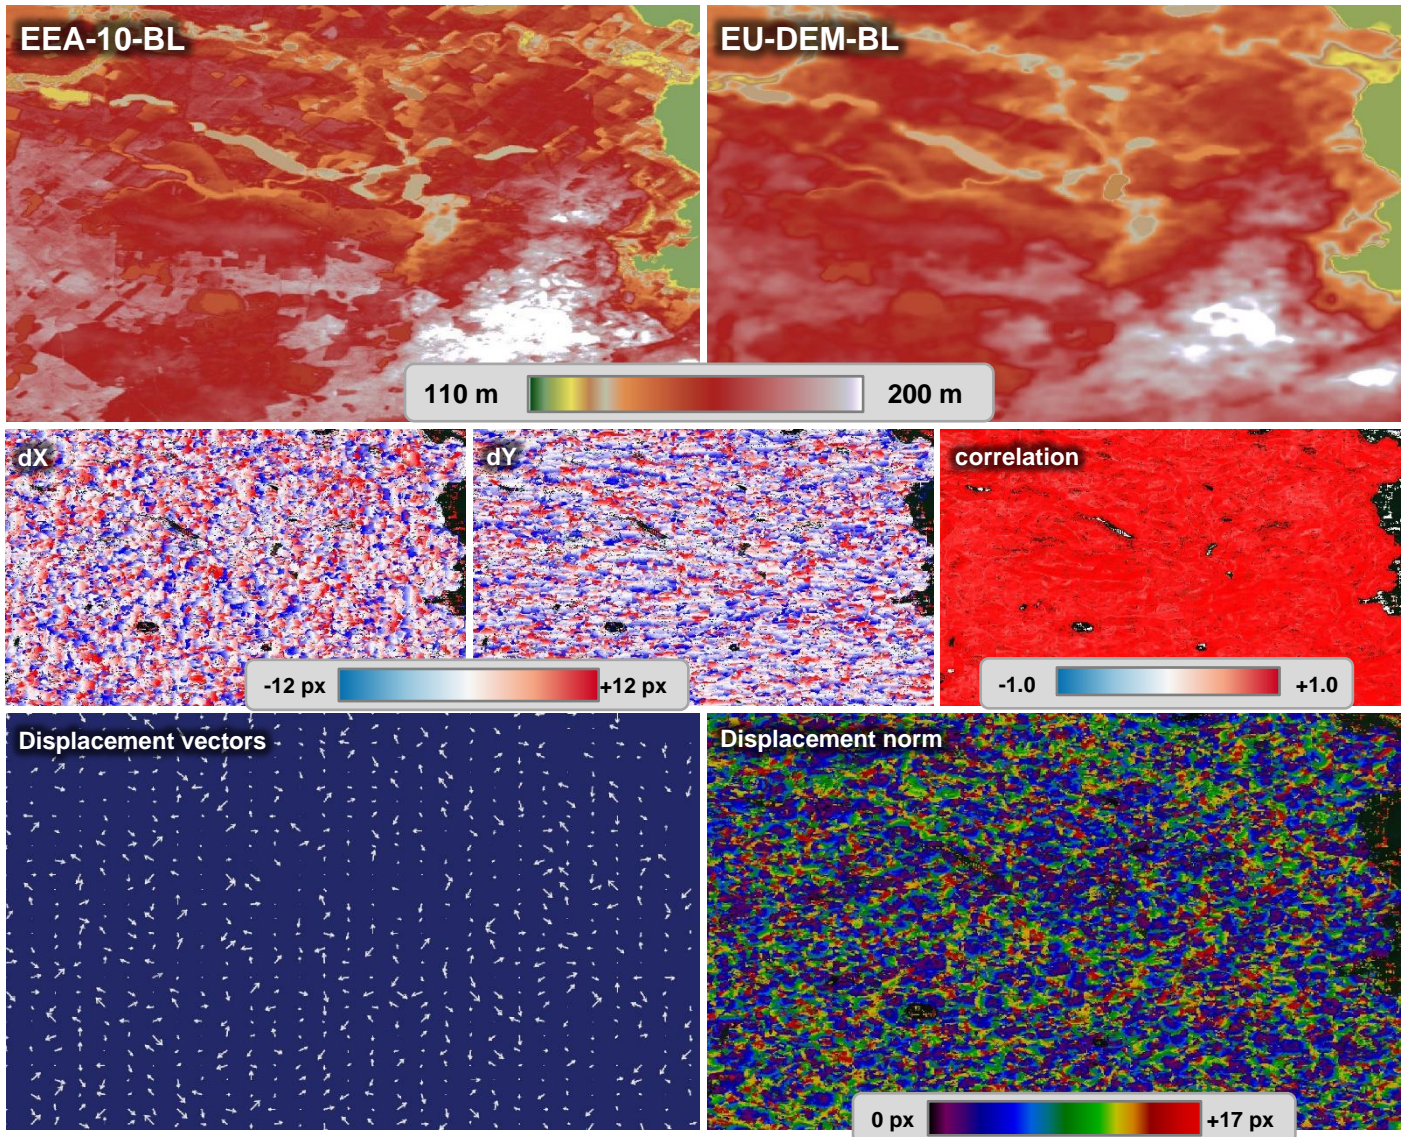 EEA-10-BL
EU-DEM-BL
110 m
200 m
dX
dY
correlation
-12 px
+12 px
-1.0
+1.0
Displacement vectors
Displacement norm
0 px
+17 px